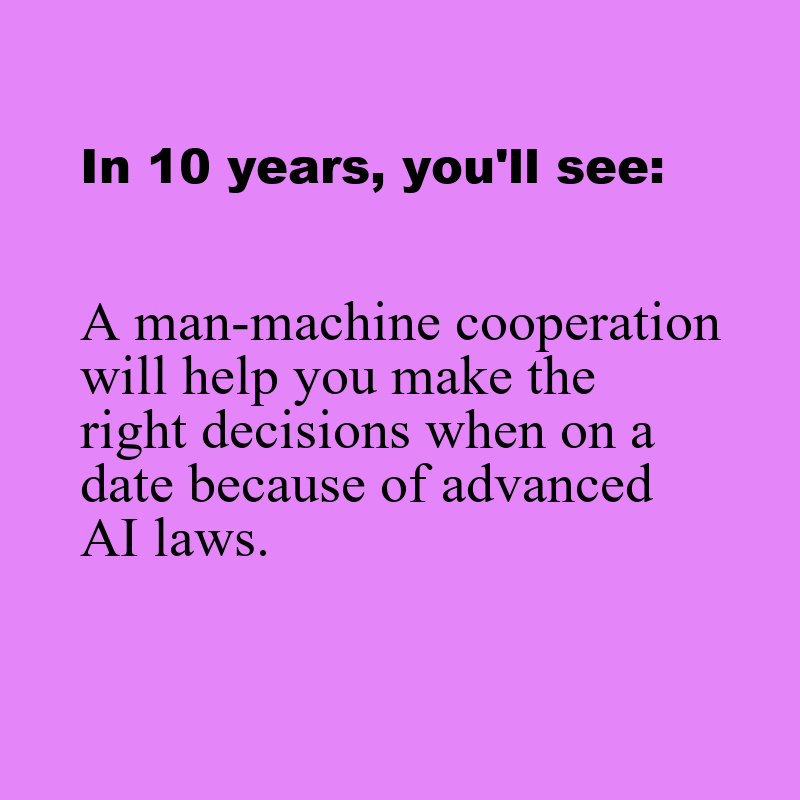 In 10 years, you'll see:
A man-machine cooperation
will help you make the
right decisions when on a
date because of advanced
AI laws.